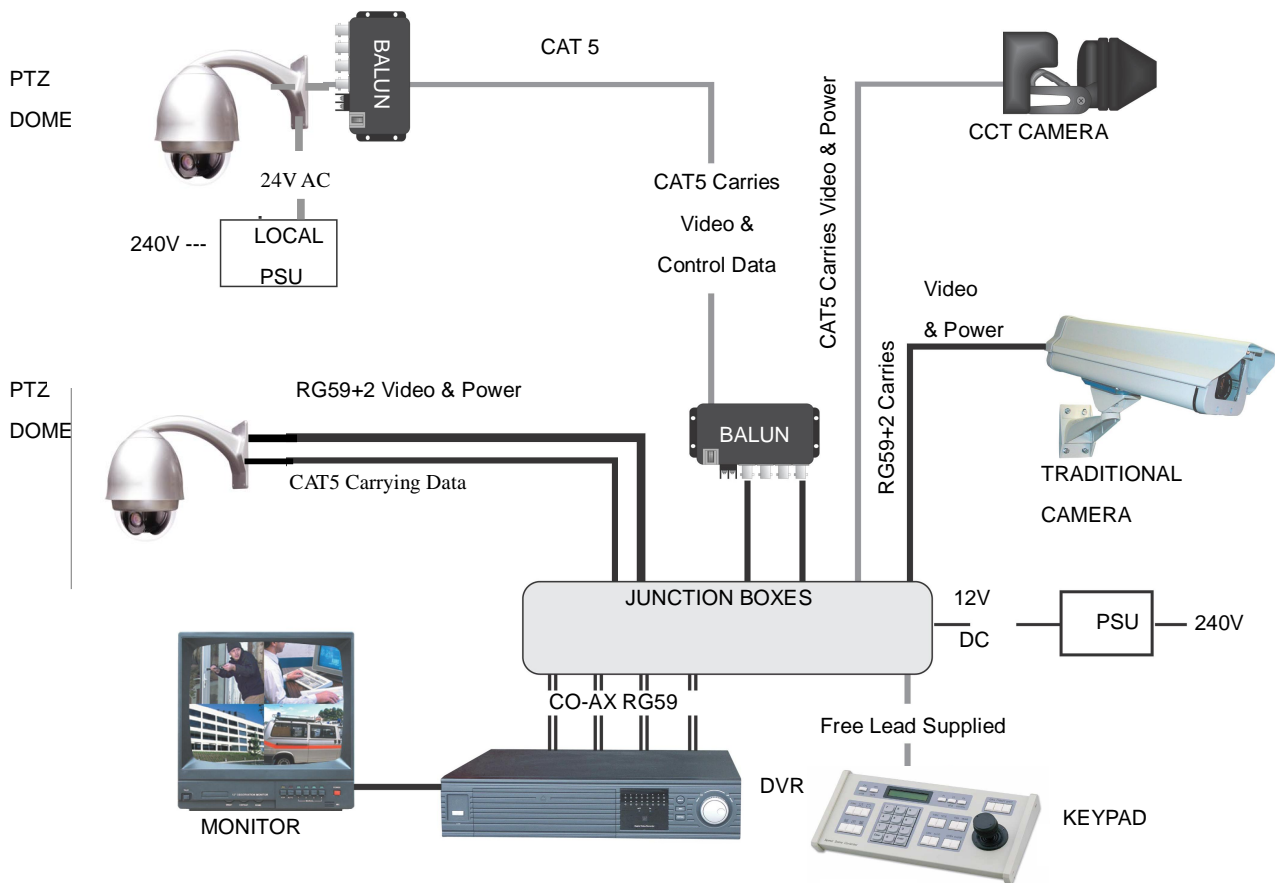 CAT 5
BALUN
PTZ
DOME
24V AC
240V ---
LOCAL
PSU
CAT5 Carries
Video &
Control Data
CAT5 Carries Video & Power
CCT CAMERA
Video
& Power
RG59+2 Carries
TRADITIONAL
CAMERA
PTZ
DOME
RG59+2 Video & Power
CAT5 Carrying Data
BALUN
JUNCTION BOXES
12V
DC
PSU
240V
CO-AX RG59
Free Lead Supplied
MONITOR
DVR
KEYPAD